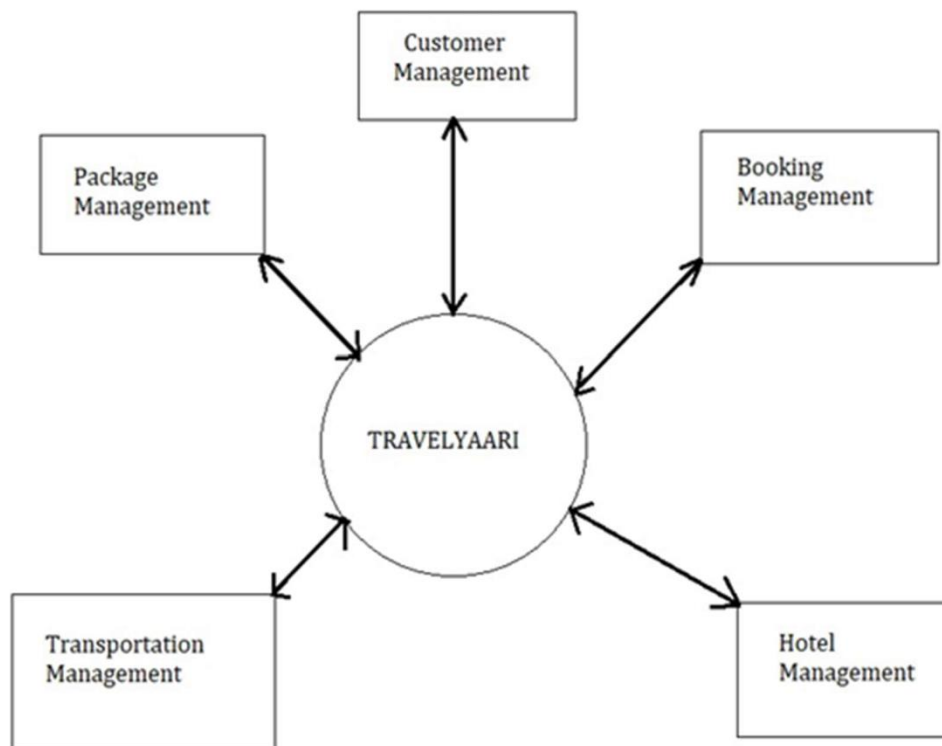 Customer
Management
Package
Management
Booking
Management
TRAVELYAARI
Transportation
Management
Hotel
Management